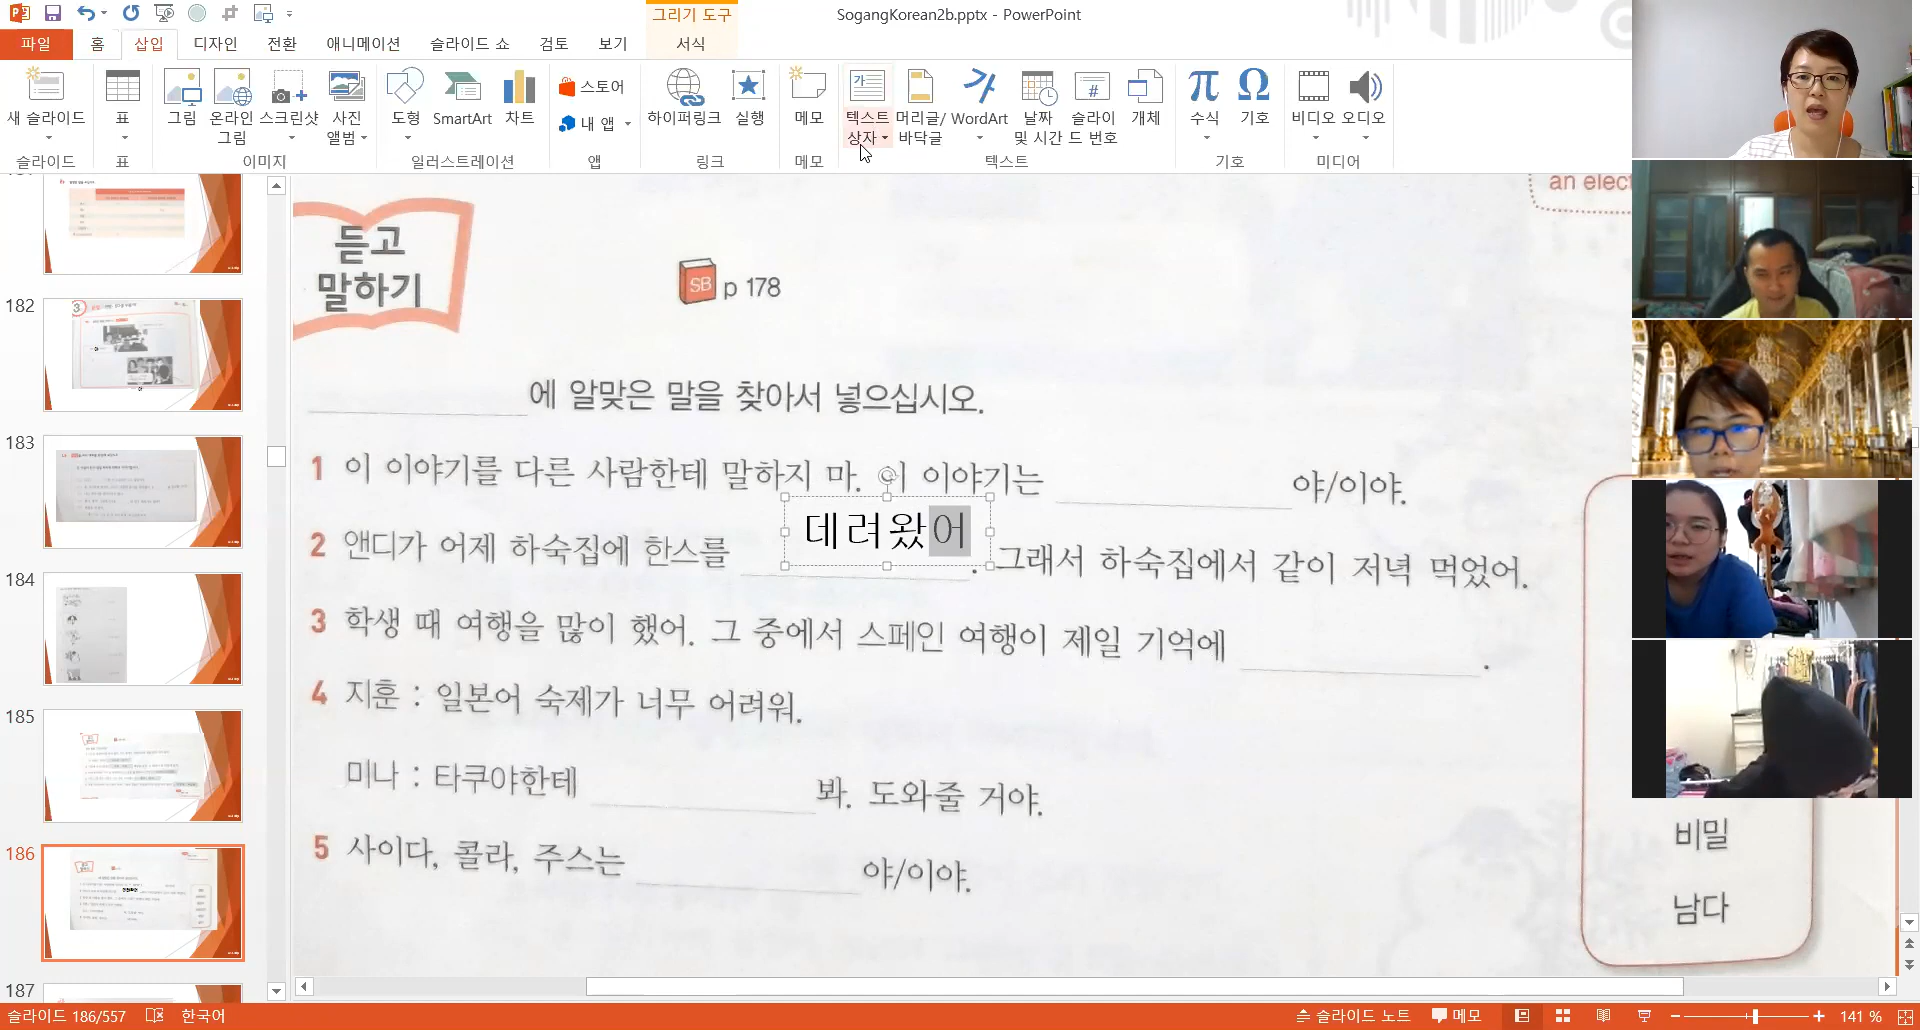 SogangKorean2b.pptx - PowerPoint
그리기 도구
파일 홈 삽입 디자인 전환 애니메이션 슬라이드 쇼 검토 보기 서식
새 슬라이드
표
그림
온라인 그림
스크린샷
사진 앨범
도형
SmartArt
차트
스토어
내 앱
하이퍼링크
실행
메모
텍스트 상자
머리글/바닥글
WordArt
날짜 및 시간
슬라이드 번호
개체
π 수식
Ω 기호
비디오
오디오
슬라이드 표 이미지 일러스트레이션 앱 링크 메모 텍스트 기호 미디어
182
183
184
185
186
187
an elect
듣고
말하기
SB p 178
에 알맞은 말을 찾아서 넣으십시오.
1 이 이야기를 다른 사람한테 말하지 마. 이 이야기는 야/이야.
데려왔어
2 앤디가 어제 하숙집에 한스를 . 그래서 하숙집에서 같이 저녁 먹었어.
3 학생 때 여행을 많이 했어. 그 중에서 스페인 여행이 제일 기억에 .
4 지훈 : 일본어 숙제가 너무 어려워.
미나 : 타쿠야한테 봐. 도와줄 거야.
5 사이다, 콜라, 주스는 야/이야.
비밀
남다
슬라이드 186/557 한국어 슬라이드 노트 메모 141 %